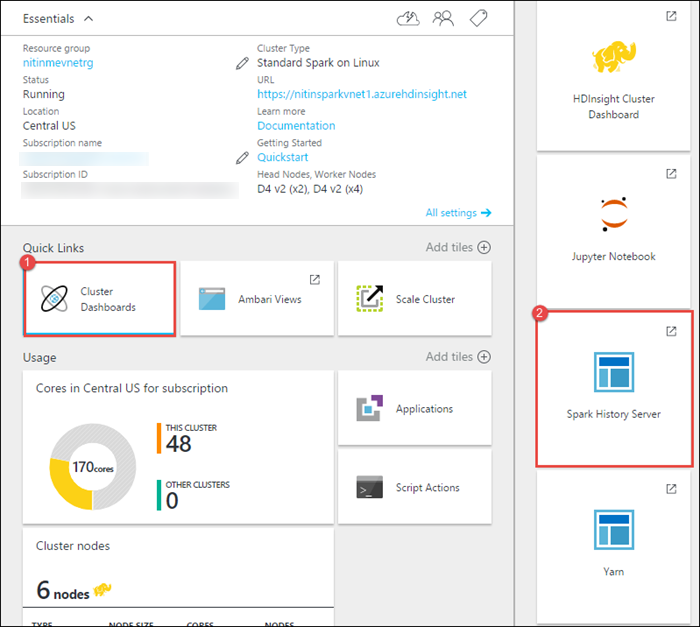 Essentials
Resource group
nitinmevnetrg
Status
Running
Location
Central US
Subscription name
Subscription ID
Cluster Type
Standard Spark on Linux
URL
https://nitinsparkvnet1.azurehdinsight.net
Learn more
Documentation
Getting Started
Quickstart
Head Nodes, Worker Nodes
D4 v2 (x2), D4 v2 (x4)
All settings
Quick Links
Add tiles
1
Cluster
Dashboards
Ambari Views
Scale Cluster
Usage
Add tiles
Cores in Central US for subscription
170cores
THIS CLUSTER
48
OTHER CLUSTERS
0
Applications
Script Actions
Cluster nodes
6 nodes
TYPE NODE SIZE CORES NODES
HDInsight Cluster
Dashboard
Jupyter Notebook
2
Spark History Server
Yarn